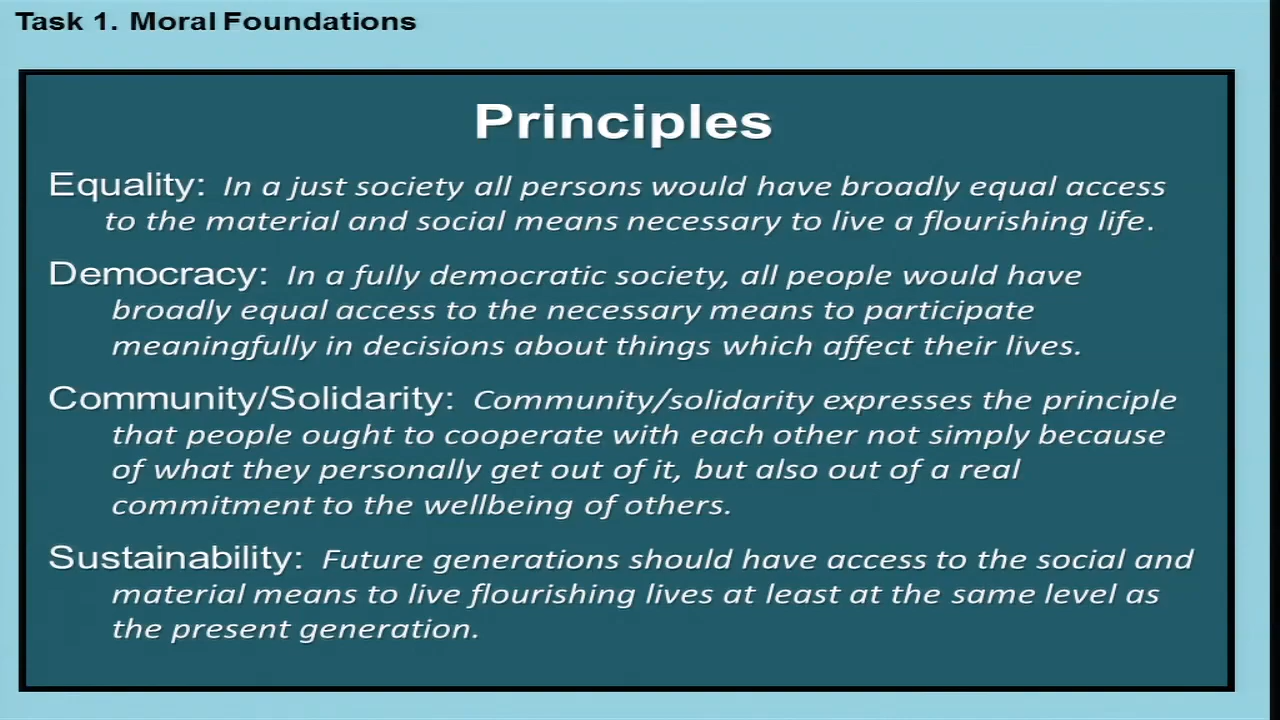 Task 1. Moral Foundations
Principles
Equality: In a just society all persons would have broadly equal access
to the material and social means necessary to live a flourishing life.
Democracy: In a fully democratic society, all people would have
broadly equal access to the necessary means to participate
meaningfully in decisions about things which affect their lives.
Community/Solidarity: Community/solidarity expresses the principle
that people ought to cooperate with each other not simply because
of what they personally get out of it, but also out of a real
commitment to the wellbeing of others.
Sustainability: Future generations should have access to the social and
material means to live flourishing lives at least at the same level as
the present generation.